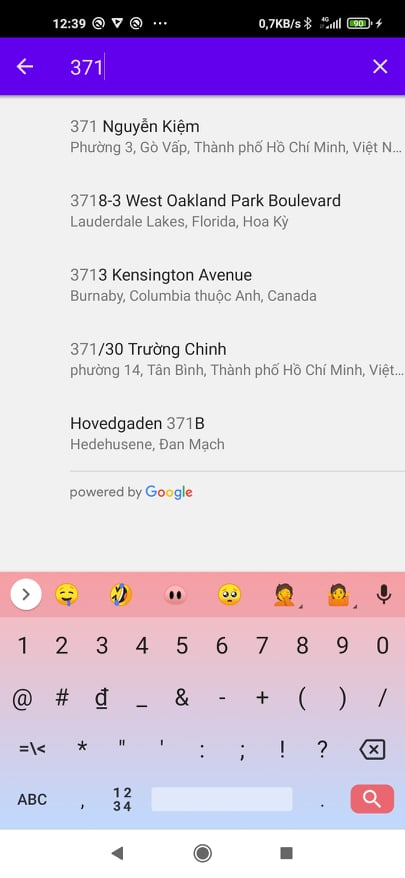 12:39 0,7KB/s 4G 90
371
371 Nguyễn Kiệm
Phường 3, Gò Vấp, Thành phố Hồ Chí Minh, Việt N...
3718-3 West Oakland Park Boulevard
Lauderdale Lakes, Florida, Hoa Kỳ
3713 Kensington Avenue
Burnaby, Columbia thuộc Anh, Canada
371/30 Trường Chinh
phường 14, Tân Bình, Thành phố Hồ Chí Minh, Việt...
Hovedgaden 371B
Hedehusene, Đan Mạch
powered by Google
1 2 3 4 5 6 7 8 9 0
@ # đ _ & - + ( ) /
=\< * " ' : ; ! ?
ABC , 1234 .